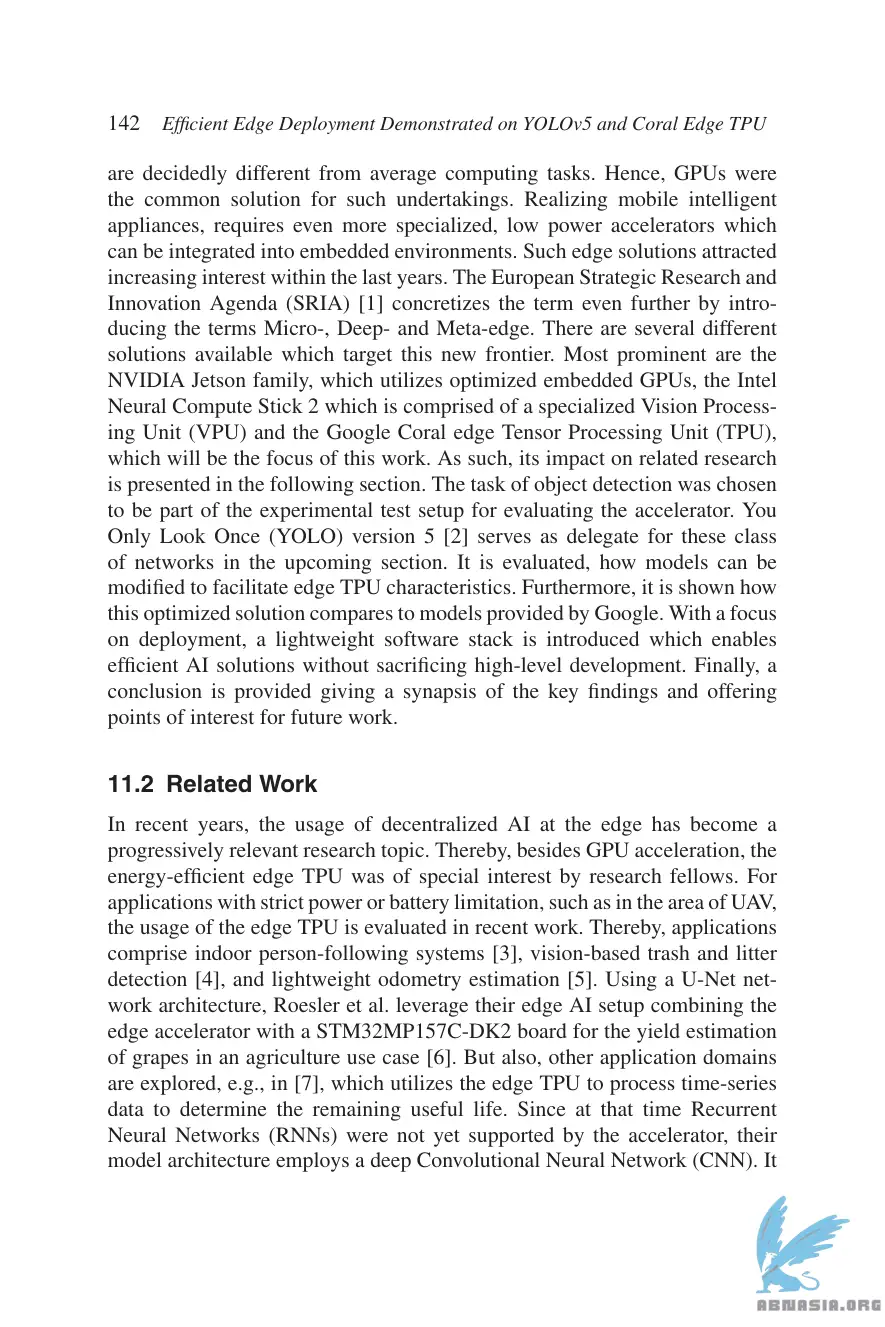 142 Efficient Edge Deployment Demonstrated on YOLOv5 and Coral Edge TPU
are decidedly different from average computing tasks. Hence, GPUs were
the common solution for such undertakings. Realizing mobile intelligent
appliances, requires even more specialized, low power accelerators which
can be integrated into embedded environments. Such edge solutions attracted
increasing interest within the last years. The European Strategic Research and
Innovation Agenda (SRIA) [1] concretizes the term even further by intro-
ducing the terms Micro-, Deep- and Meta-edge. There are several different
solutions available which target this new frontier. Most prominent are the
NVIDIA Jetson family, which utilizes optimized embedded GPUs, the Intel
Neural Compute Stick 2 which is comprised of a specialized Vision Process-
ing Unit (VPU) and the Google Coral edge Tensor Processing Unit (TPU),
which will be the focus of this work. As such, its impact on related research
is presented in the following section. The task of object detection was chosen
to be part of the experimental test setup for evaluating the accelerator. You
Only Look Once (YOLO) version 5 [2] serves as delegate for these class
of networks in the upcoming section. It is evaluated, how models can be
modified to facilitate edge TPU characteristics. Furthermore, it is shown how
this optimized solution compares to models provided by Google. With a focus
on deployment, a lightweight software stack is introduced which enables
efficient AI solutions without sacrificing high-level development. Finally, a
conclusion is provided giving a synapsis of the key findings and offering
points of interest for future work.
11.2 Related Work
In recent years, the usage of decentralized AI at the edge has become a
progressively relevant research topic. Thereby, besides GPU acceleration, the
energy-efficient edge TPU was of special interest by research fellows. For
applications with strict power or battery limitation, such as in the area of UAV,
the usage of the edge TPU is evaluated in recent work. Thereby, applications
comprise indoor person-following systems [3], vision-based trash and litter
detection [4], and lightweight odometry estimation [5]. Using a U-Net net-
work architecture, Roesler et al. leverage their edge AI setup combining the
edge accelerator with a STM32MP157C-DK2 board for the yield estimation
of grapes in an agriculture use case [6]. But also, other application domains
are explored, e.g., in [7], which utilizes the edge TPU to process time-series
data to determine the remaining useful life. Since at that time Recurrent
Neural Networks (RNNs) were not yet supported by the accelerator, their
model architecture employs a deep Convolutional Neural Network (CNN). It
ABNASIA.ORG